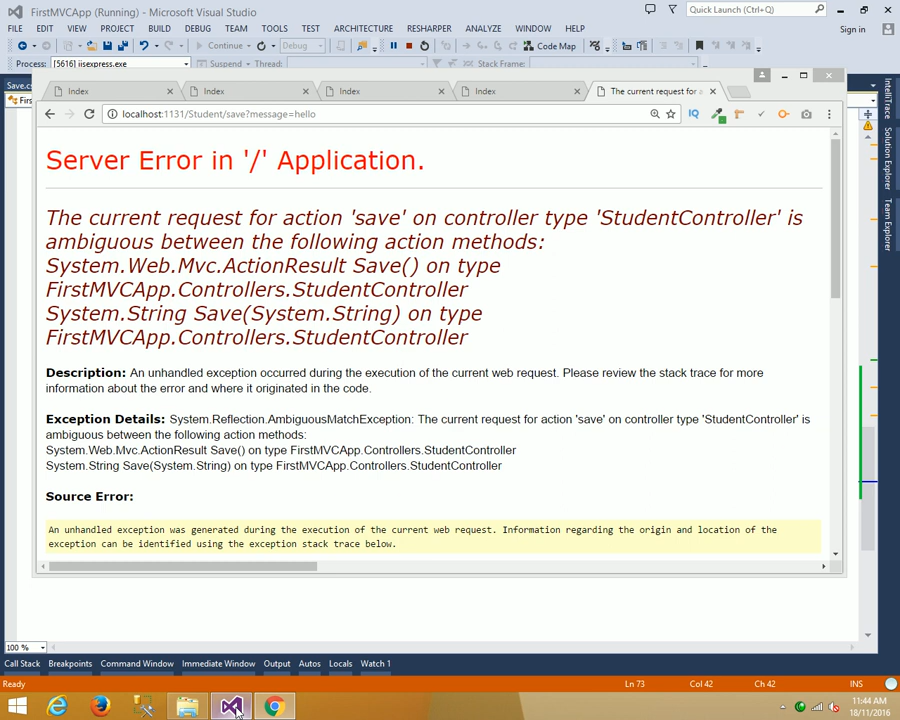 FirstMVCApp (Running) - Microsoft Visual Studio
Quick Launch (Ctrl+Q)
FILE EDIT VIEW PROJECT BUILD DEBUG TEAM TOOLS TEST ARCHITECTURE RESHARPER ANALYZE WINDOW HELP
Sign in
Continue Debug Code Map
Process: [5616] iisexpress.exe Suspend Thread: Stack Frame:
Save.cs
Index Index Index Index The current request for a
Firs
localhost:1131/Student/save?message=hello
IQ
Server Error in '/' Application.
The current request for action 'save' on controller type 'StudentController' is
ambiguous between the following action methods:
System.Web.Mvc.ActionResult Save() on type
FirstMVCApp.Controllers.StudentController
System.String Save(System.String) on type
FirstMVCApp.Controllers.StudentController
Description: An unhandled exception occurred during the execution of the current web request. Please review the stack trace for more
information about the error and where it originated in the code.
Exception Details: System.Reflection.AmbiguousMatchException: The current request for action 'save' on controller type 'StudentController' is
ambiguous between the following action methods:
System.Web.Mvc.ActionResult Save() on type FirstMVCApp.Controllers.StudentController
System.String Save(System.String) on type FirstMVCApp.Controllers.StudentController
Source Error:
An unhandled exception was generated during the execution of the current web request. Information regarding the origin and location of the
exception can be identified using the exception stack trace below.
IntelliTrace
Solution Explorer
Team Explorer
100 %
Call Stack Breakpoints Command Window Immediate Window Output Autos Locals Watch 1
Ready Ln 73 Col 42 Ch 42 INS
11:44 AM
18/11/2016